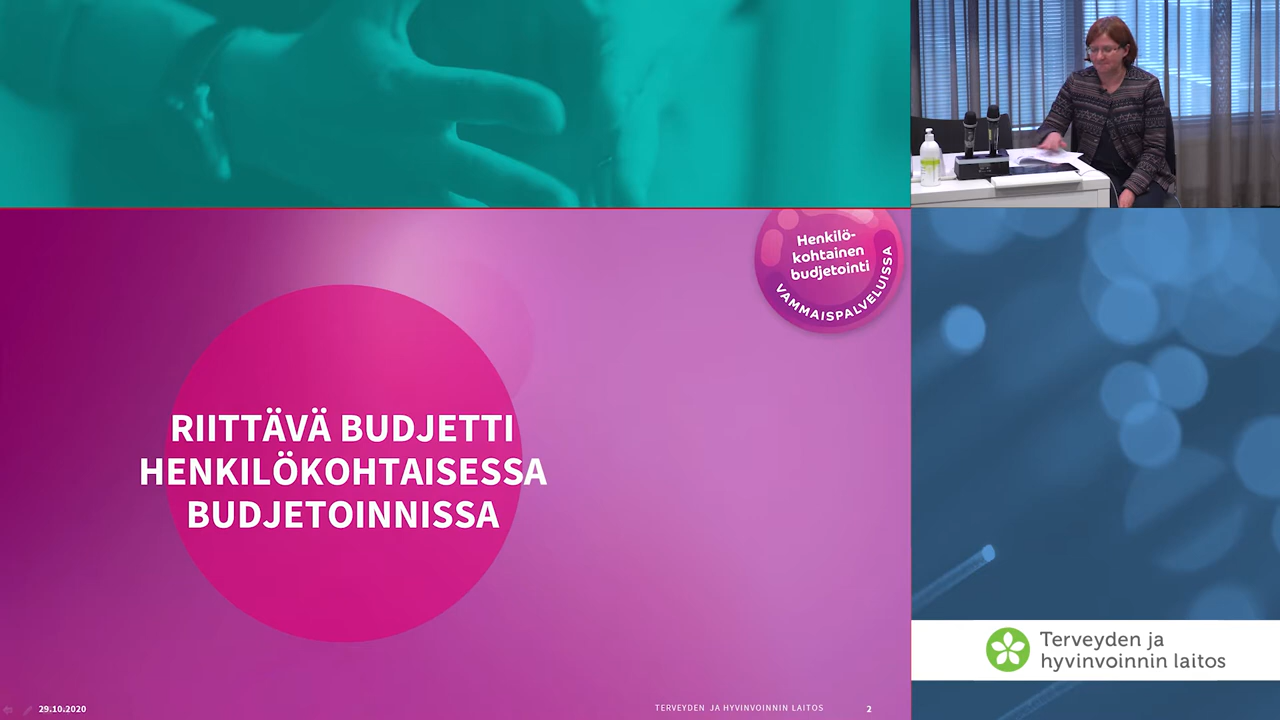 Henkilö-
kohtainen
budjetointi
VAMMAISPALVELUISSA
RIITTÄVÄ BUDJETTI
HENKILÖKOHTAISESSA
BUDJETOINNISSA
Terveyden ja
hyvinvoinnin laitos
29.10.2020
TERVEYDEN JA HYVINVOINNIN LAITOS
2